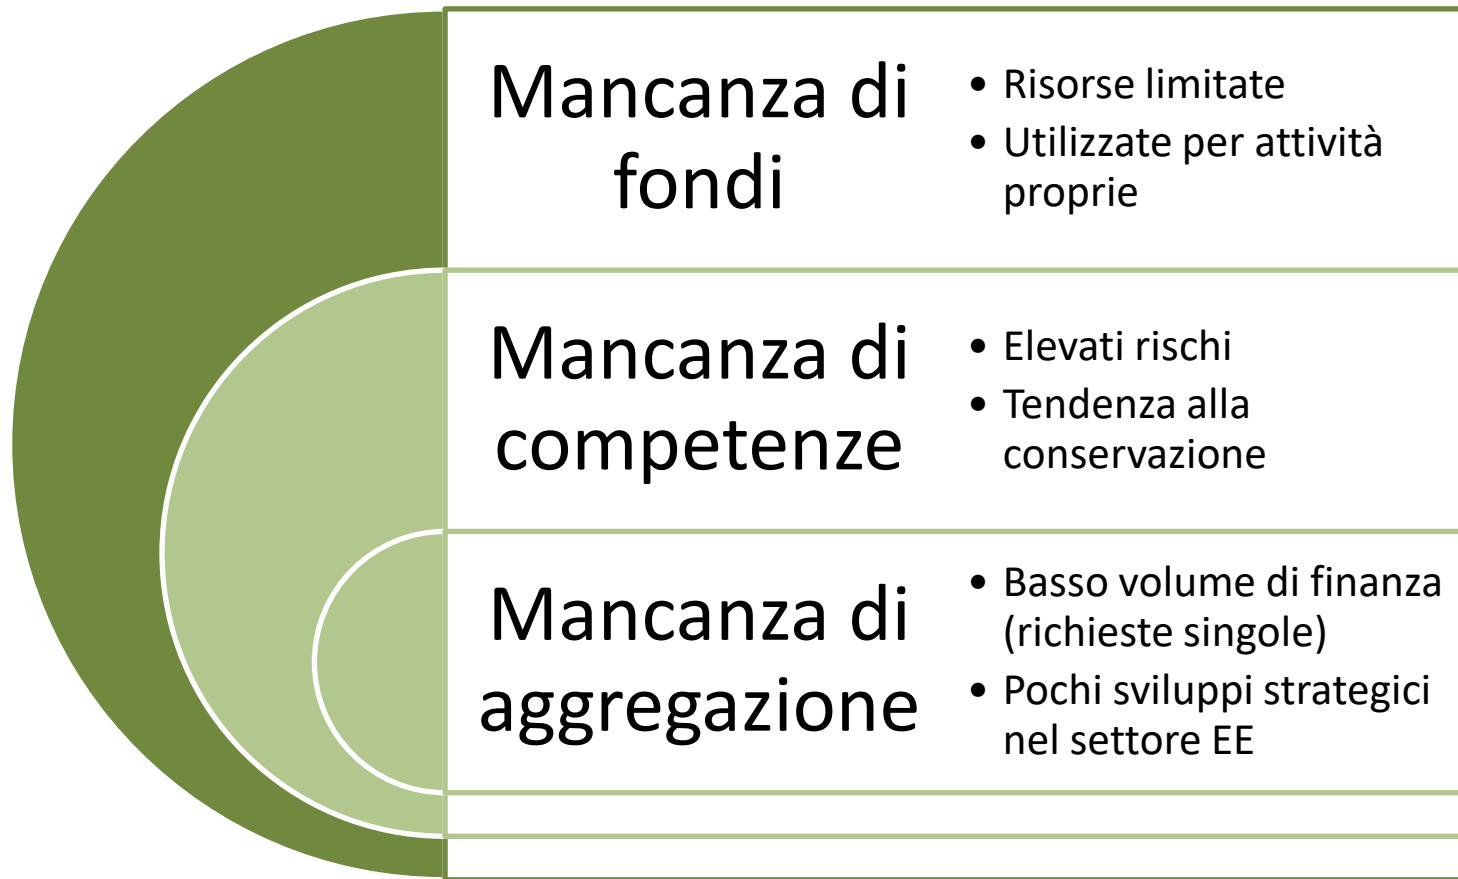 Mancanza di
fondi
• Risorse limitate
• Utilizzate per attività
proprie
Mancanza di
competenze
• Elevati rischi
• Tendenza alla
conservazione
Mancanza di
aggregazione
• Basso volume di finanza
(richieste singole)
• Pochi sviluppi strategici
nel settore EE